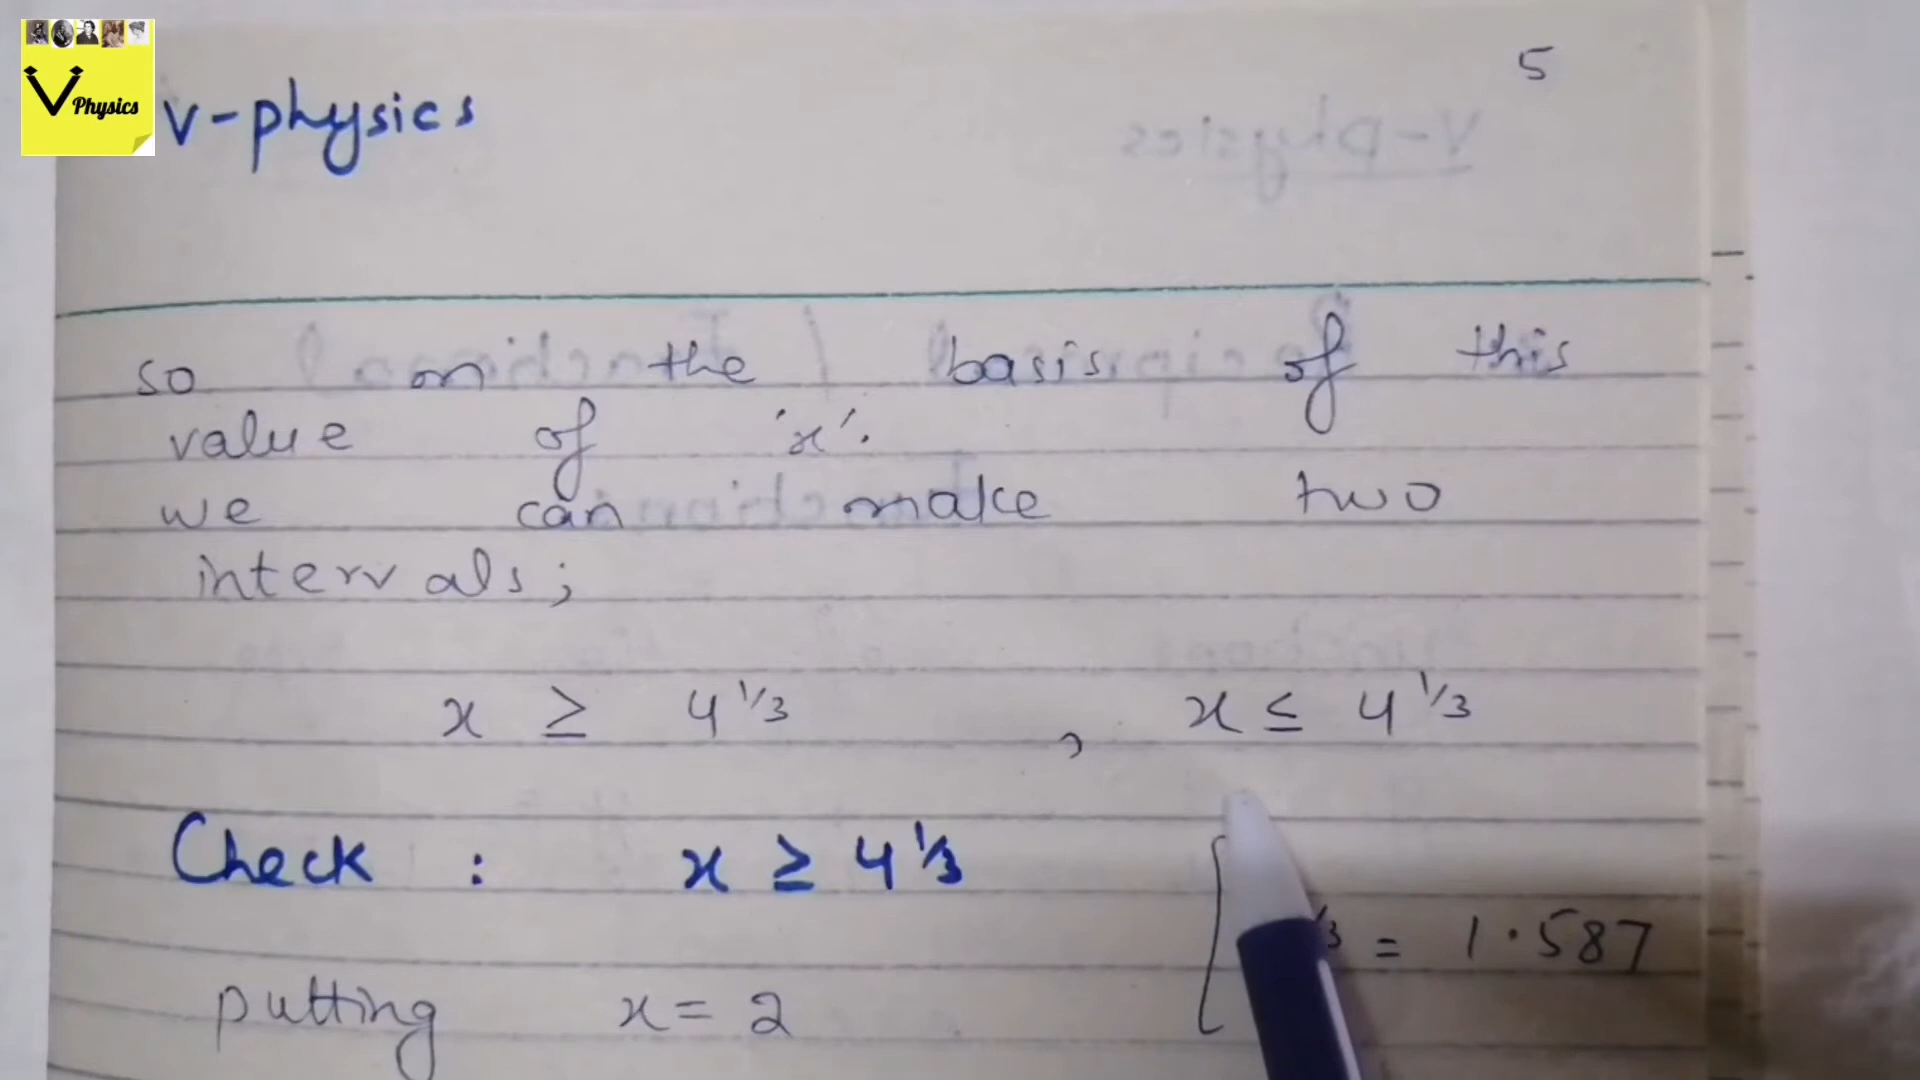 5
V Physics
v-physics
so on the basis of this
value of 'x'.
we can make two
intervals;
x ≥ 4^1/3 , x ≤ 4^1/3
Check : x ≥ 4^1/3
/3 = 1.587
putting x = 2